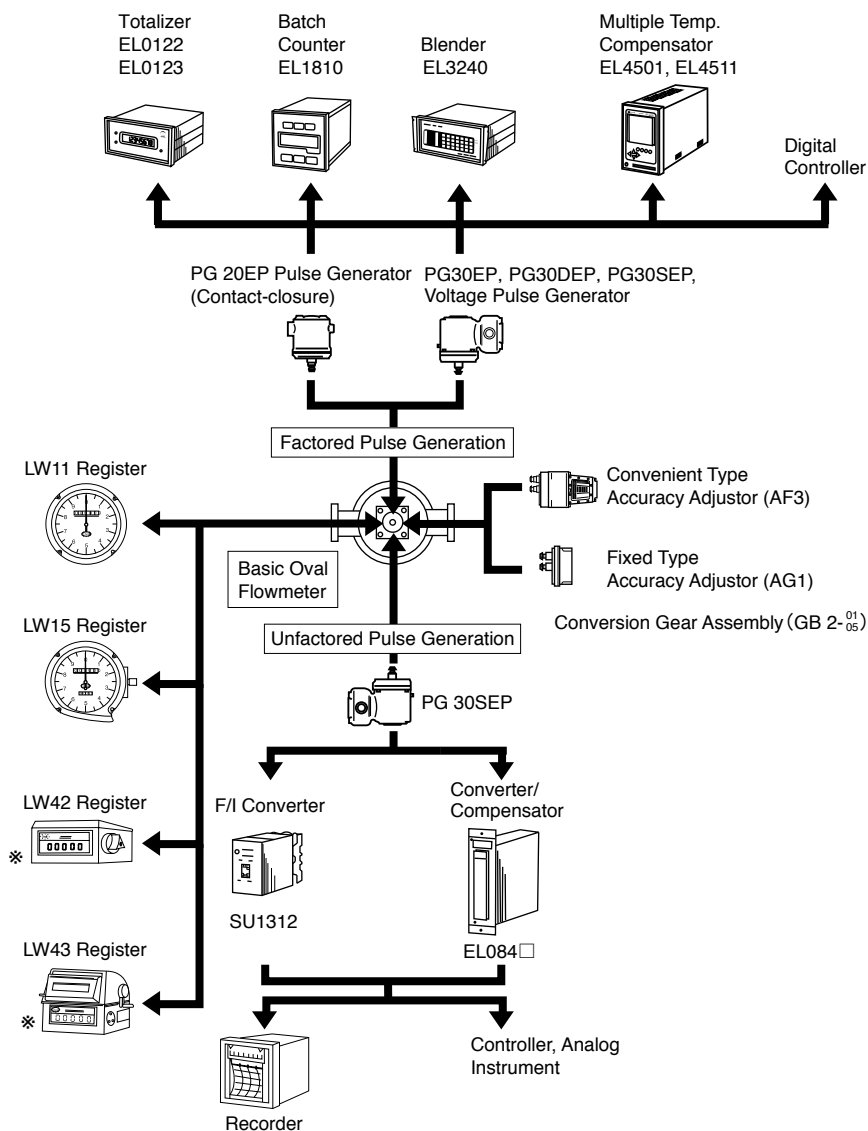 Totalizer
EL0122
EL0123
Batch
Counter
EL1810
Blender
EL3240
Multiple Temp.
Compensator
EL4501, EL4511
Digital
Controller
PG 20EP Pulse Generator
(Contact-closure)
PG30EP, PG30DEP, PG30SEP,
Voltage Pulse Generator
Factored Pulse Generation
LW11 Register
Convenient Type
Accuracy Adjustor (AF3)
Basic Oval
Flowmeter
Fixed Type
Accuracy Adjustor (AG1)
Conversion Gear Assembly (GB 2-01/05)
Unfactored Pulse Generation
LW15 Register
PG 30SEP
F/I Converter
Converter/
Compensator
LW42 Register
※
SU1312
EL084□
LW43 Register
※
Controller, Analog
Instrument
Recorder